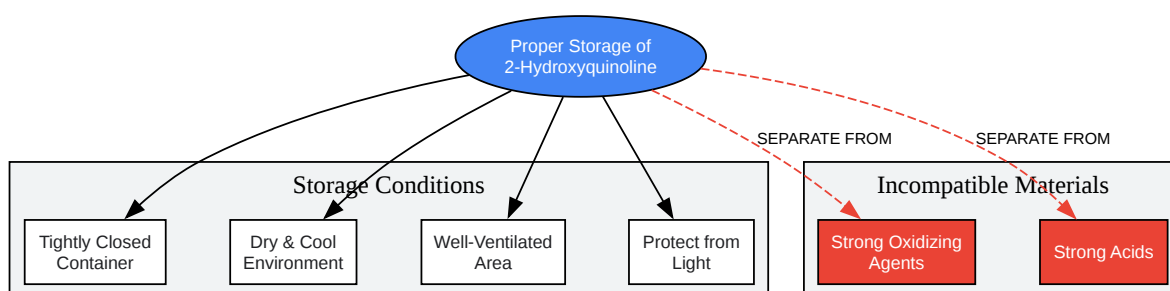 Proper Storage of
2-Hydroxyquinoline
SEPARATE FROM
SEPARATE FROM
Storage Conditions
Tightly Closed
Container
Dry & Cool
Environment
Well-Ventilated
Area
Protect from
Light
Incompatible Materials
Strong Oxidizing
Agents
Strong Acids